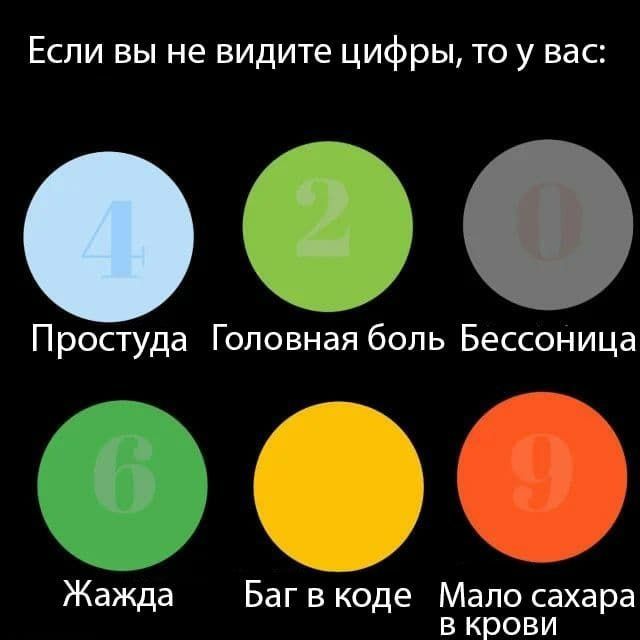 Если вы не видите цифры, то у вас:
4 2 0
Простуда Головная боль Бессоница
6 9
Жажда Баг в коде Мало сахара
в крови